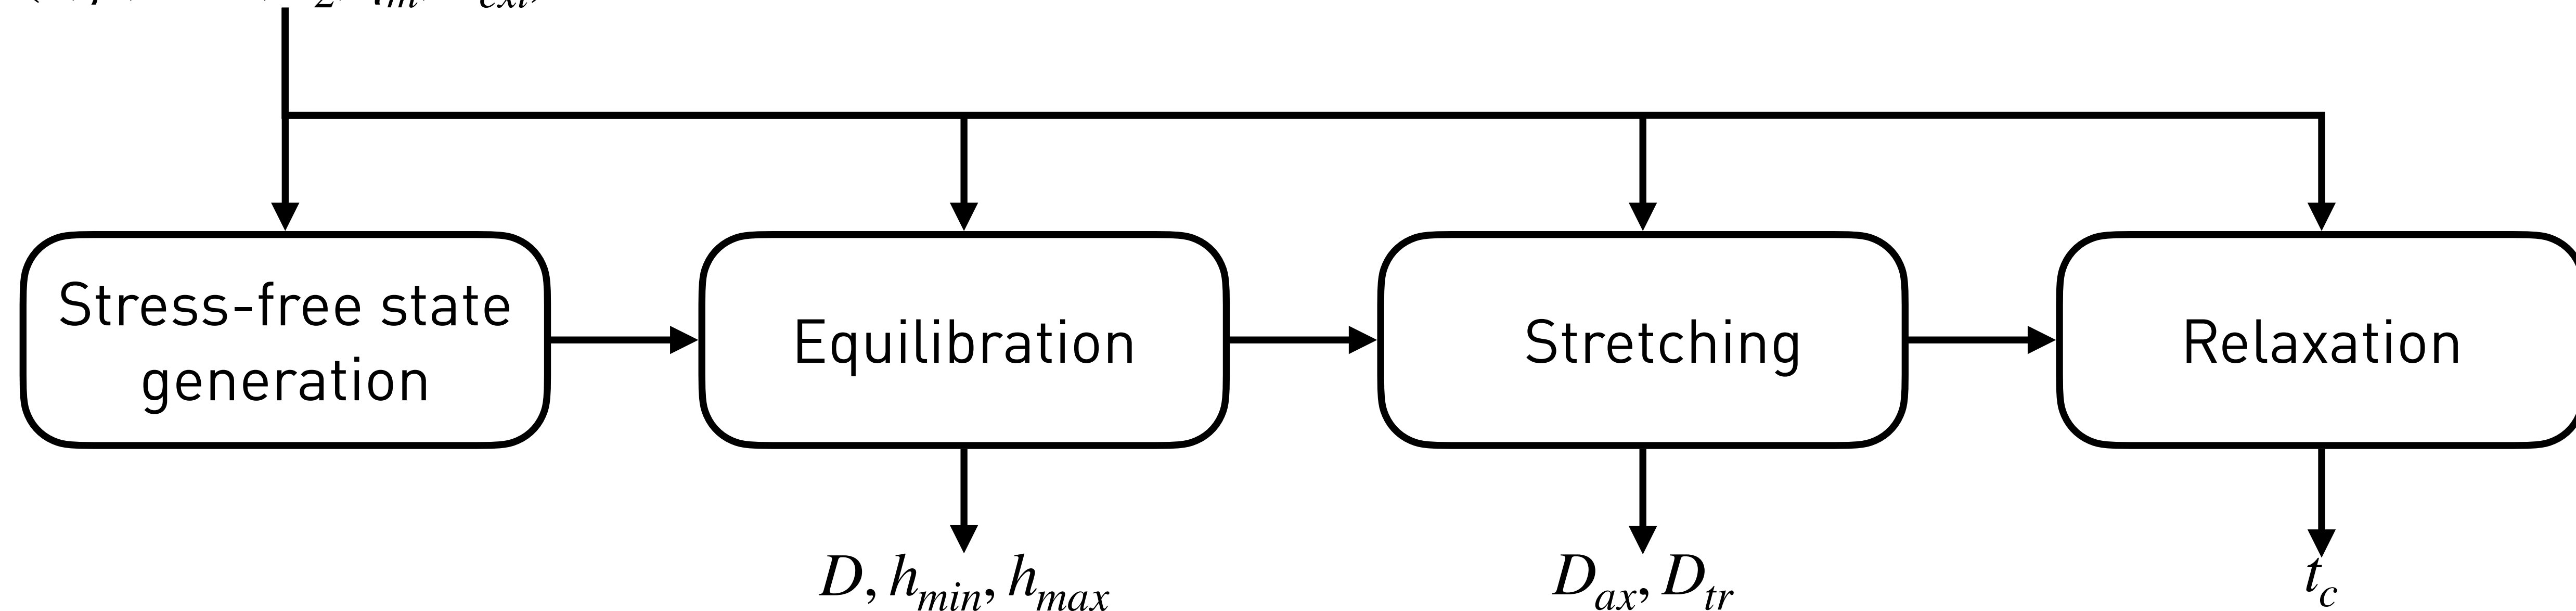 Stress-free state
generation
Equilibration
Stretching
Relaxation
D, h_min, h_max
D_ax, D_tr
t_c